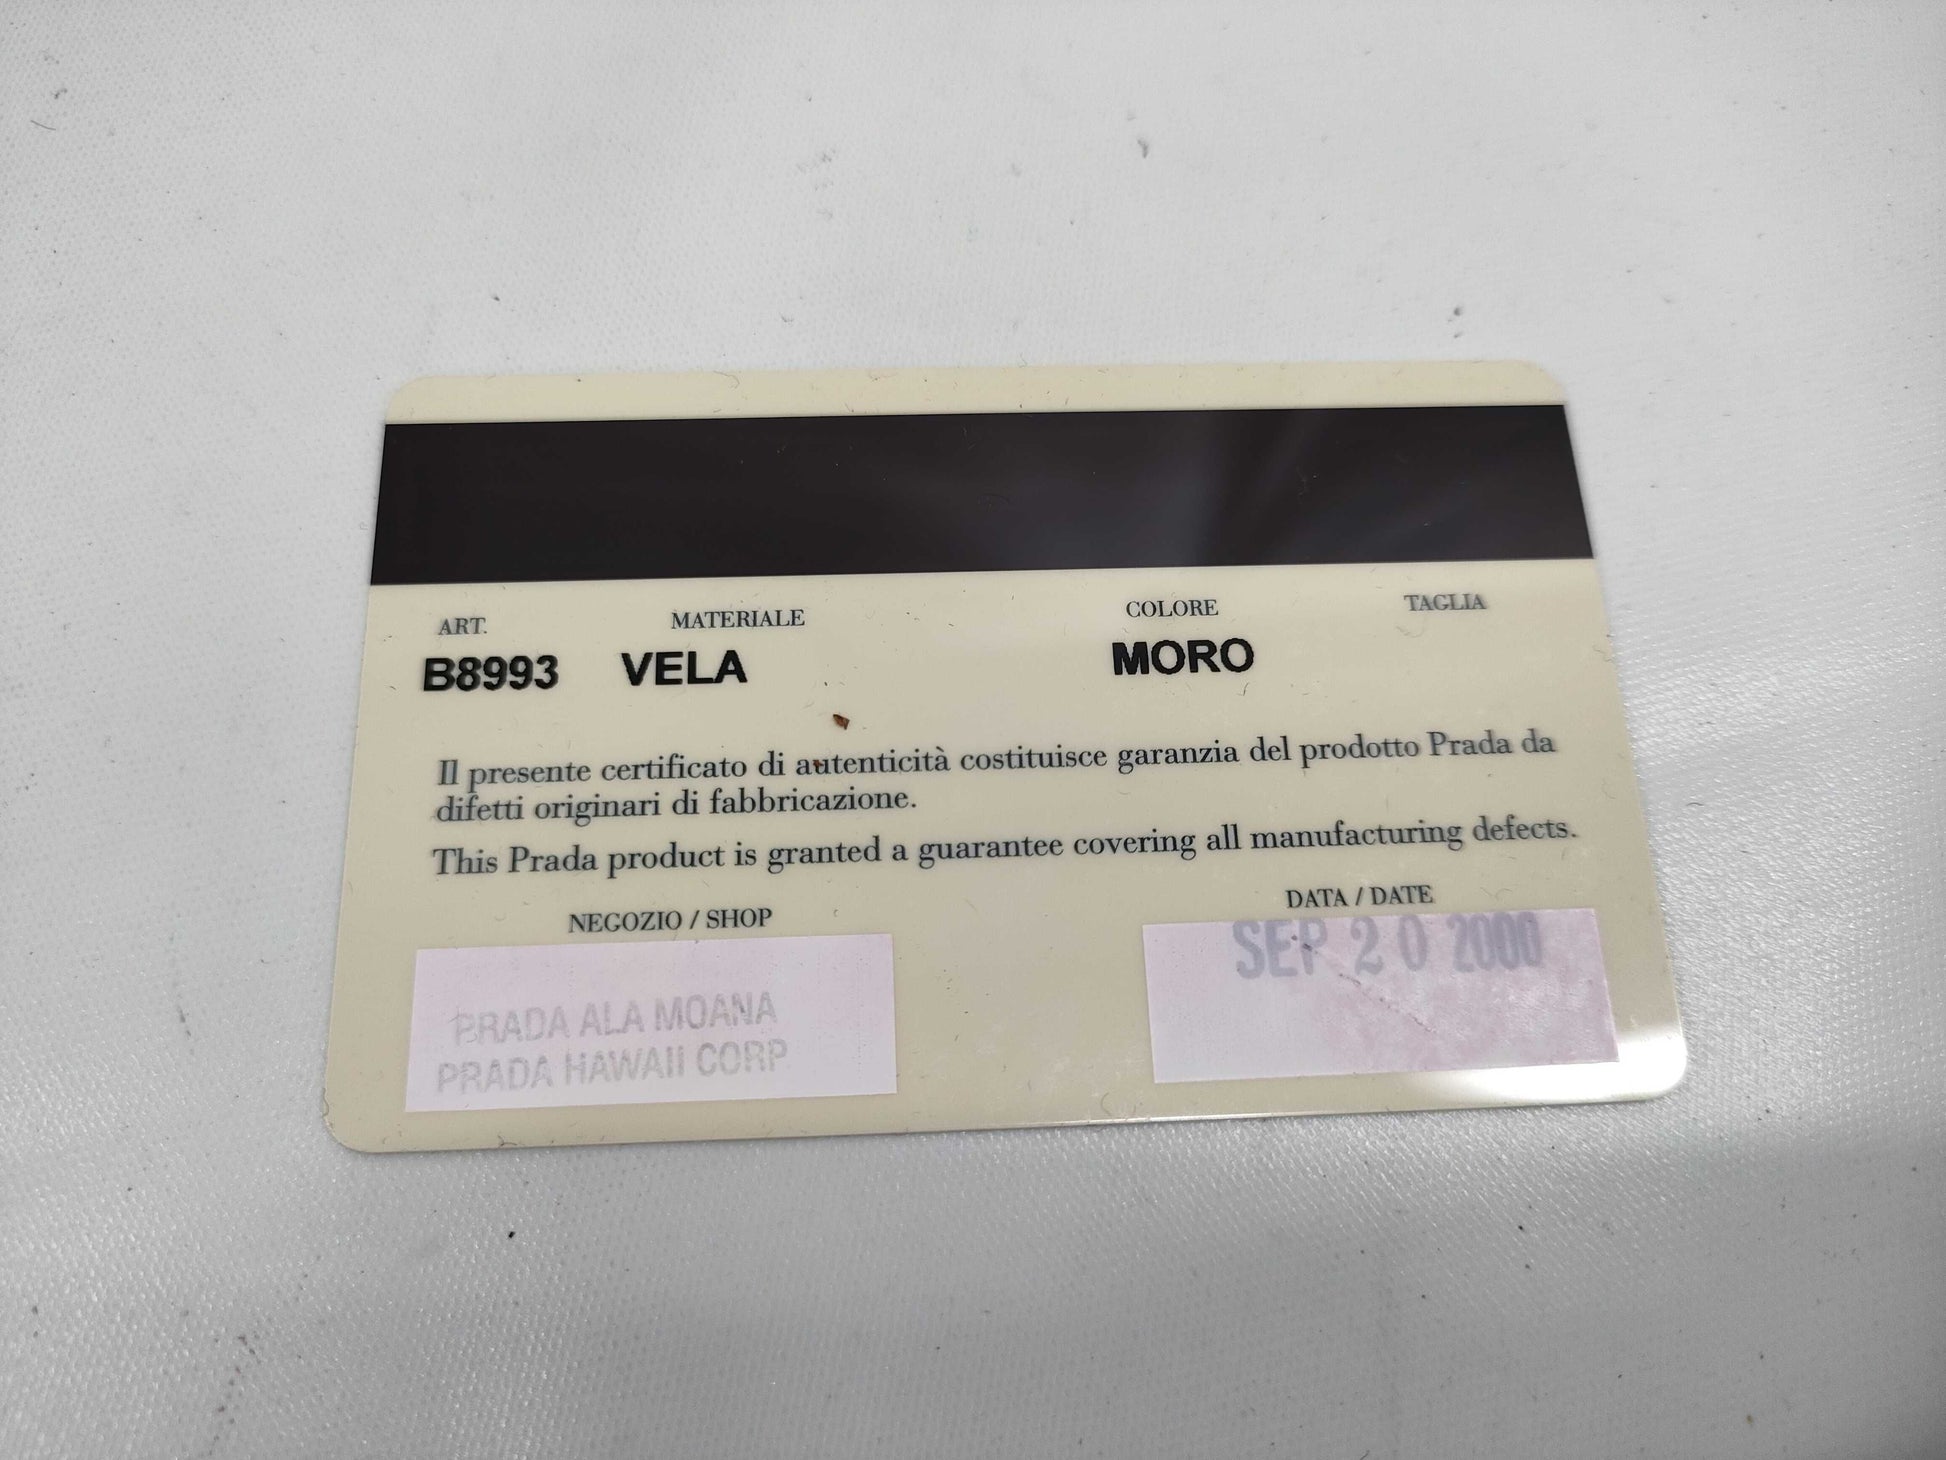 ART. MATERIALE COLORE TAGLIA
B8993 VELA MORO
Il presente certificato di autenticità costituisce garanzia del prodotto Prada da
difetti originari di fabbricazione.
This Prada product is granted a guarantee covering all manufacturing defects.
NEGOZIO / SHOP DATA / DATE
SEP 20 2000
PRADA ALA MOANA
PRADA HAWAII CORP